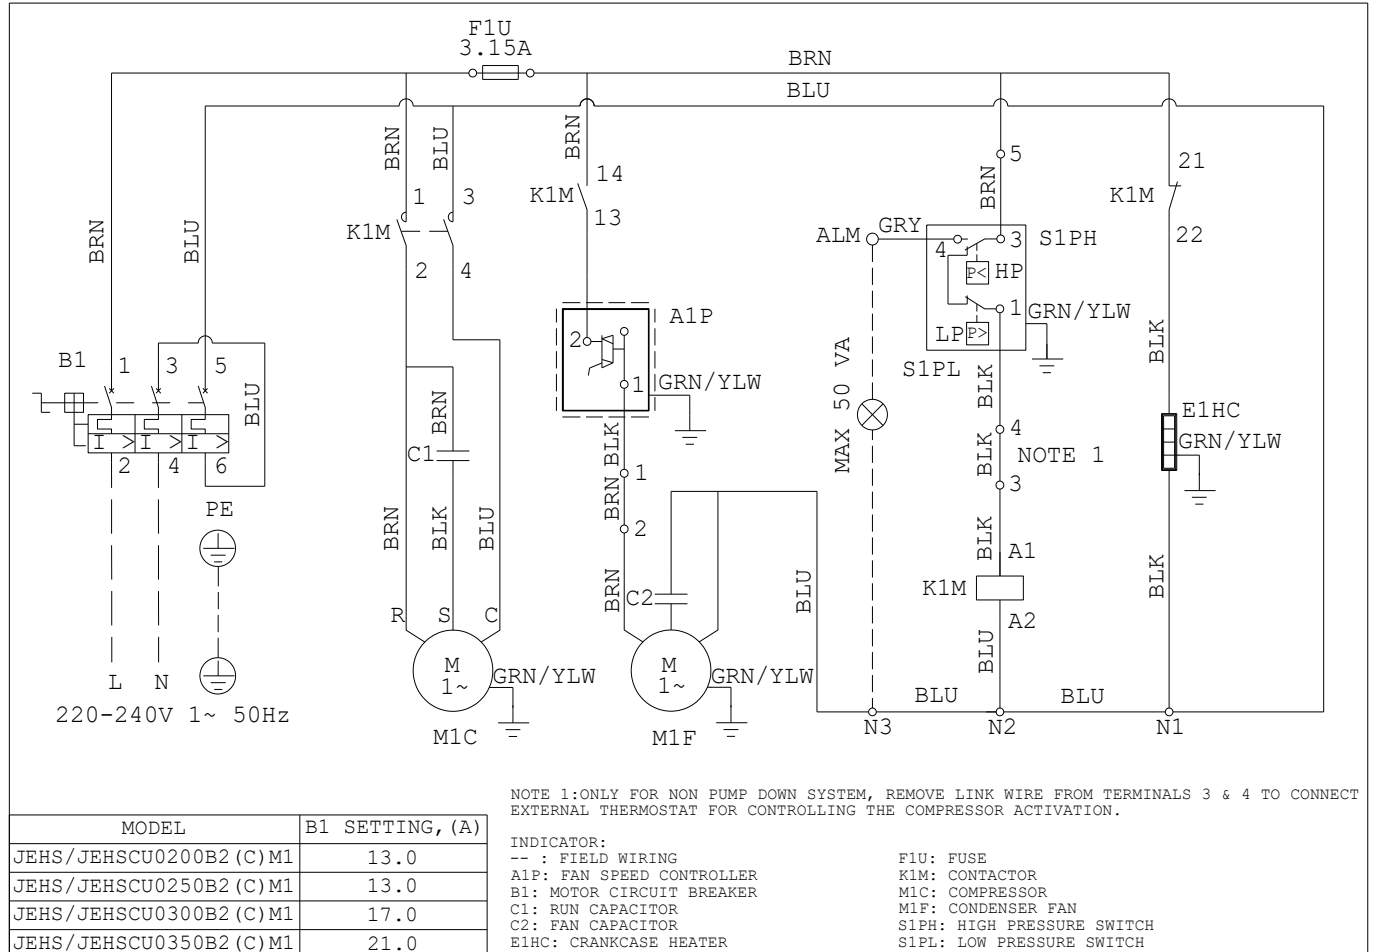 F1U
3.15A
BRN
BLU
BRN
BLU
BRN
BRN
BLU
BRN
5
1
3
14
K1M
13
21
K1M
22
K1M
2
4
ALM
GRY
4
3
S1PH
P<
HP
1
GRN/YLW
LP
P>
S1PL
A1P
2
1
GRN/YLW
B1
1
3
5
BLU
I >
I >
I >
2
4
6
PE
BRN
C1
BLK
1
BRN
2
MAX 50 VA
BLK
BLK
4
NOTE 1
3
BLK
E1HC
GRN/YLW
BRN
BLK
BLU
BRN
C2
BLU
BLK
A1
K1M
A2
BLU
BLK
R
S
C
M
1~
GRN/YLW
M1C
M
1~
GRN/YLW
M1F
L
N
220-240V 1~ 50Hz
BLU
BLU
N3
N2
N1
NOTE 1:ONLY FOR NON PUMP DOWN SYSTEM, REMOVE LINK WIRE FROM TERMINALS 3 & 4 TO CONNECT
EXTERNAL THERMOSTAT FOR CONTROLLING THE COMPRESSOR ACTIVATION.
MODEL B1 SETTING,(A)
JEHS/JEHSCU0200B2(C)M1 13.0
JEHS/JEHSCU0250B2(C)M1 13.0
JEHS/JEHSCU0300B2(C)M1 17.0
JEHS/JEHSCU0350B2(C)M1 21.0
INDICATOR:
-- : FIELD WIRING
A1P: FAN SPEED CONTROLLER
B1: MOTOR CIRCUIT BREAKER
C1: RUN CAPACITOR
C2: FAN CAPACITOR
E1HC: CRANKCASE HEATER
F1U: FUSE
K1M: CONTACTOR
M1C: COMPRESSOR
M1F: CONDENSER FAN
S1PH: HIGH PRESSURE SWITCH
S1PL: LOW PRESSURE SWITCH